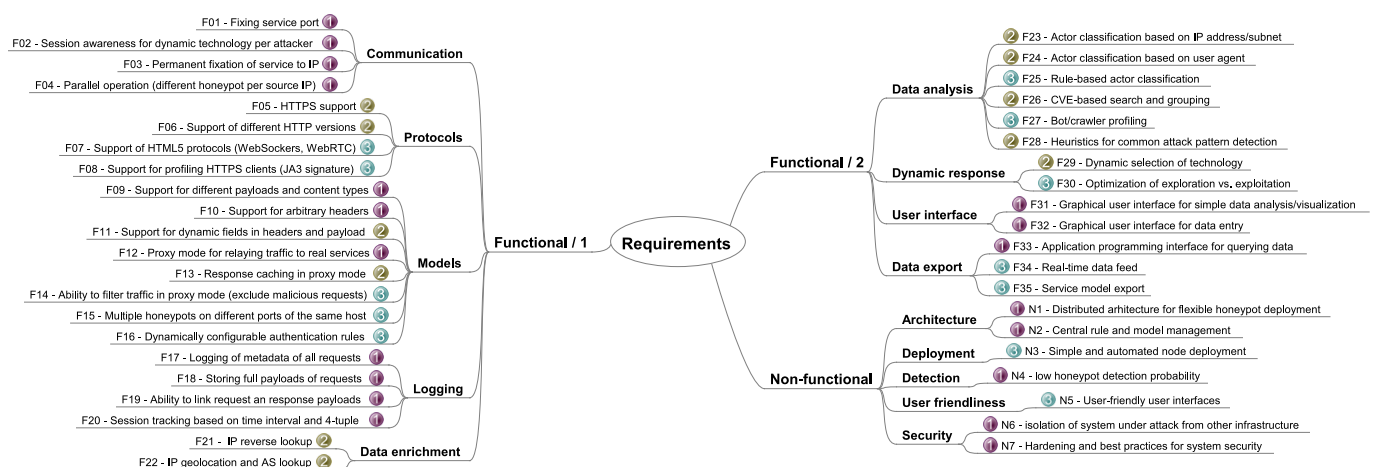 Requirements
Functional / 1
Communication
F01 - Fixing service port 1
F02 - Session awareness for dynamic technology per attacker 1
F03 - Permanent fixation of service to IP 1
F04 - Parallel operation (different honeypot per source IP) 1
Protocols
F05 - HTTPS support 2
F06 - Support of different HTTP versions 2
F07 - Support of HTML5 protocols (WebSockers, WebRTC) 3
F08 - Support for profiling HTTPS clients (JA3 signature) 3
Models
F09 - Support for different payloads and content types 1
F10 - Support for arbitrary headers 1
F11 - Support for dynamic fields in headers and payload 2
F12 - Proxy mode for relaying traffic to real services 1
F13 - Response caching in proxy mode 2
F14 - Ability to filter traffic in proxy mode (exclude malicious requests) 3
F15 - Multiple honeypots on different ports of the same host 3
F16 - Dynamically configurable authentication rules 3
Logging
F17 - Logging of metadata of all requests 1
F18 - Storing full payloads of requests 1
F19 - Ability to link request an response payloads 1
F20 - Session tracking based on time interval and 4-tuple 1
Data enrichment
F21 - IP reverse lookup 2
F22 - IP geolocation and AS lookup 2
Functional / 2
Data analysis
2 F23 - Actor classification based on IP address/subnet
2 F24 - Actor classification based on user agent
3 F25 - Rule-based actor classification
2 F26 - CVE-based search and grouping
3 F27 - Bot/crawler profiling
2 F28 - Heuristics for common attack pattern detection
Dynamic response
2 F29 - Dynamic selection of technology
3 F30 - Optimization of exploration vs. exploitation
User interface
1 F31 - Graphical user interface for simple data analysis/visualization
1 F32 - Graphical user interface for data entry
Data export
1 F33 - Application programming interface for querying data
3 F34 - Real-time data feed
3 F35 - Service model export
Non-functional
Architecture
1 N1 - Distributed arhitecture for flexible honeypot deployment
1 N2 - Central rule and model management
Deployment
3 N3 - Simple and automated node deployment
Detection
1 N4 - low honeypot detection probability
User friendliness
3 N5 - User-friendly user interfaces
Security
1 N6 - isolation of system under attack from other infrastructure
1 N7 - Hardening and best practices for system security